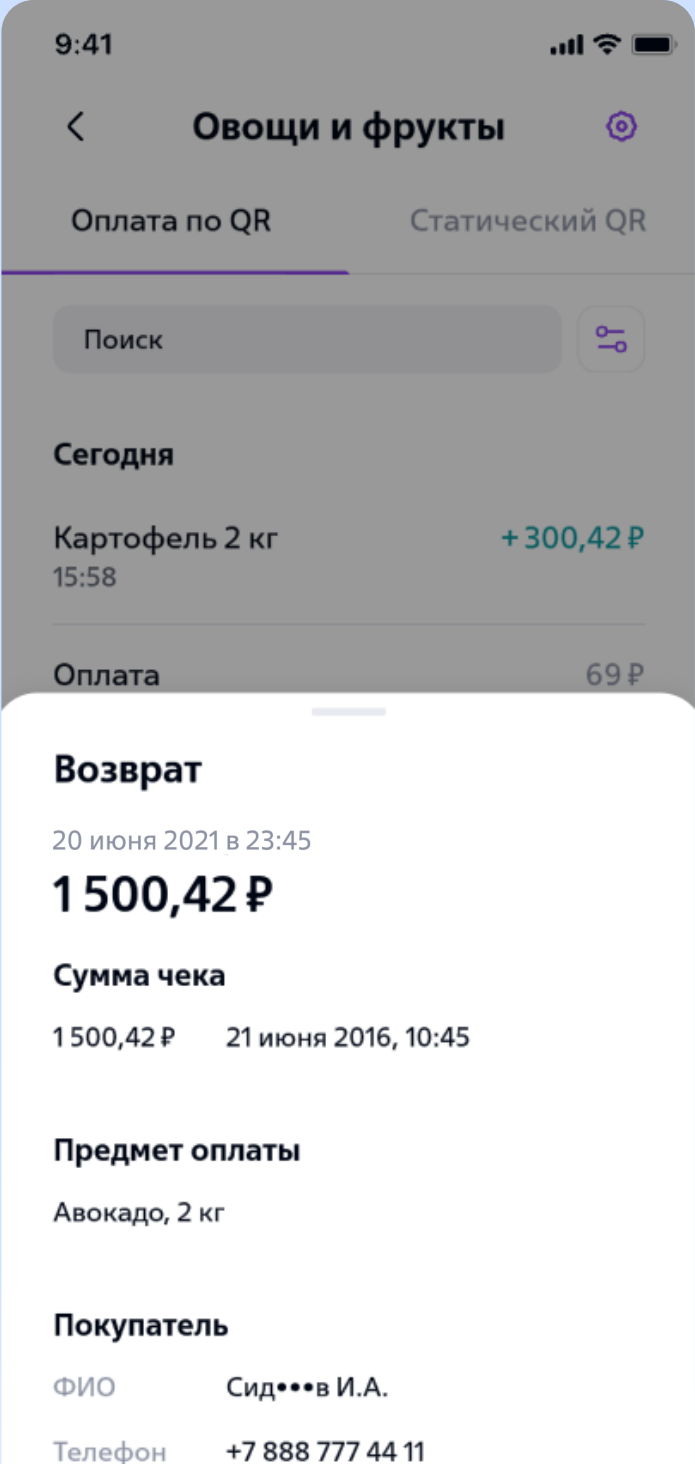 9:41
Овощи и фрукты
Оплата по QR Статический QR
Поиск
Сегодня
Картофель 2 кг +300,42 ₽
15:58
Оплата 69 ₽
Возврат
20 июня 2021 в 23:45
1 500,42 ₽
Сумма чека
1 500,42 ₽ 21 июня 2016, 10:45
Предмет оплаты
Авокадо, 2 кг
Покупатель
ФИО Сид•••в И.А.
Телефон +7 888 777 44 11